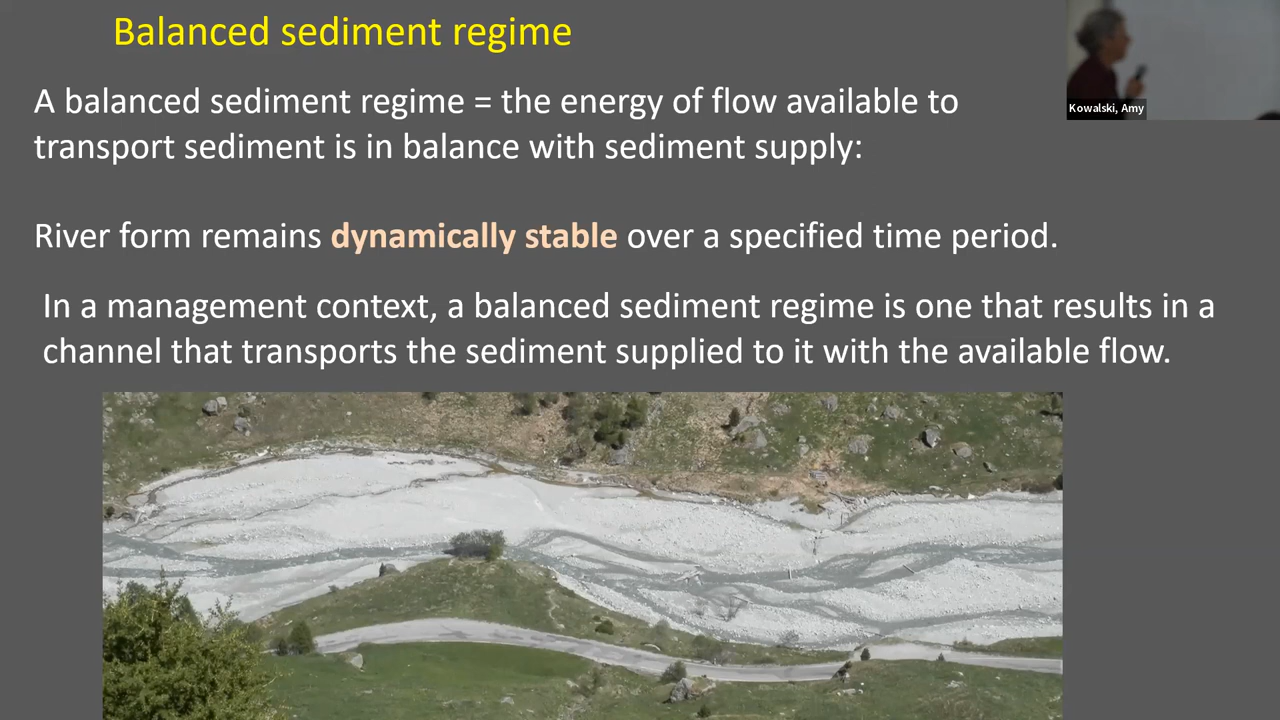 Balanced sediment regime
Kowalski, Amy
A balanced sediment regime = the energy of flow available to
transport sediment is in balance with sediment supply:
River form remains dynamically stable over a specified time period.
In a management context, a balanced sediment regime is one that results in a
channel that transports the sediment supplied to it with the available flow.